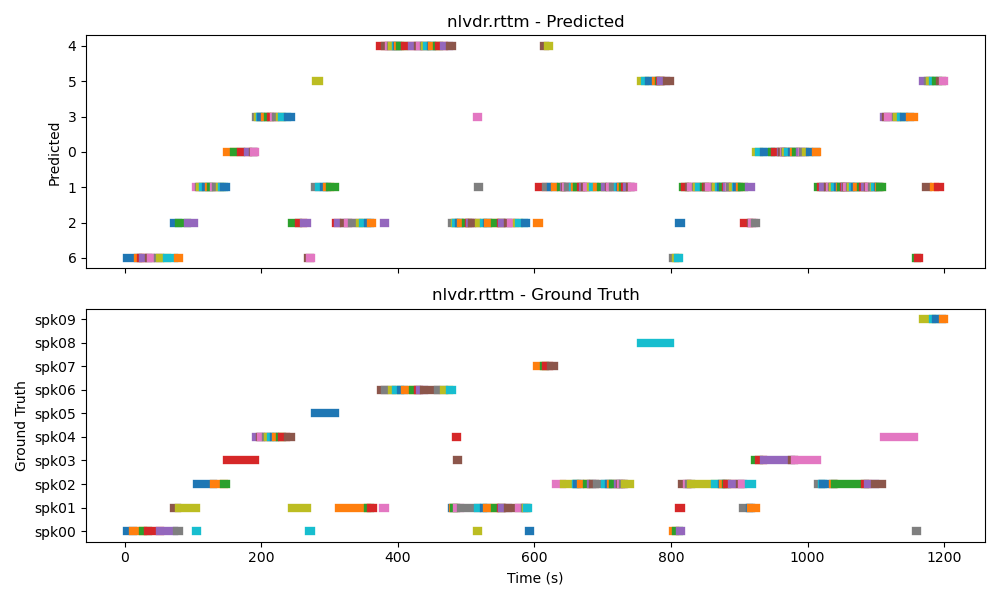 nlvdr.rttm - Predicted
Predicted
4
5
3
0
1
2
6
nlvdr.rttm - Ground Truth
Ground Truth
spk09
spk08
spk07
spk06
spk05
spk04
spk03
spk02
spk01
spk00
0 200 400 600 800 1000 1200
Time (s)